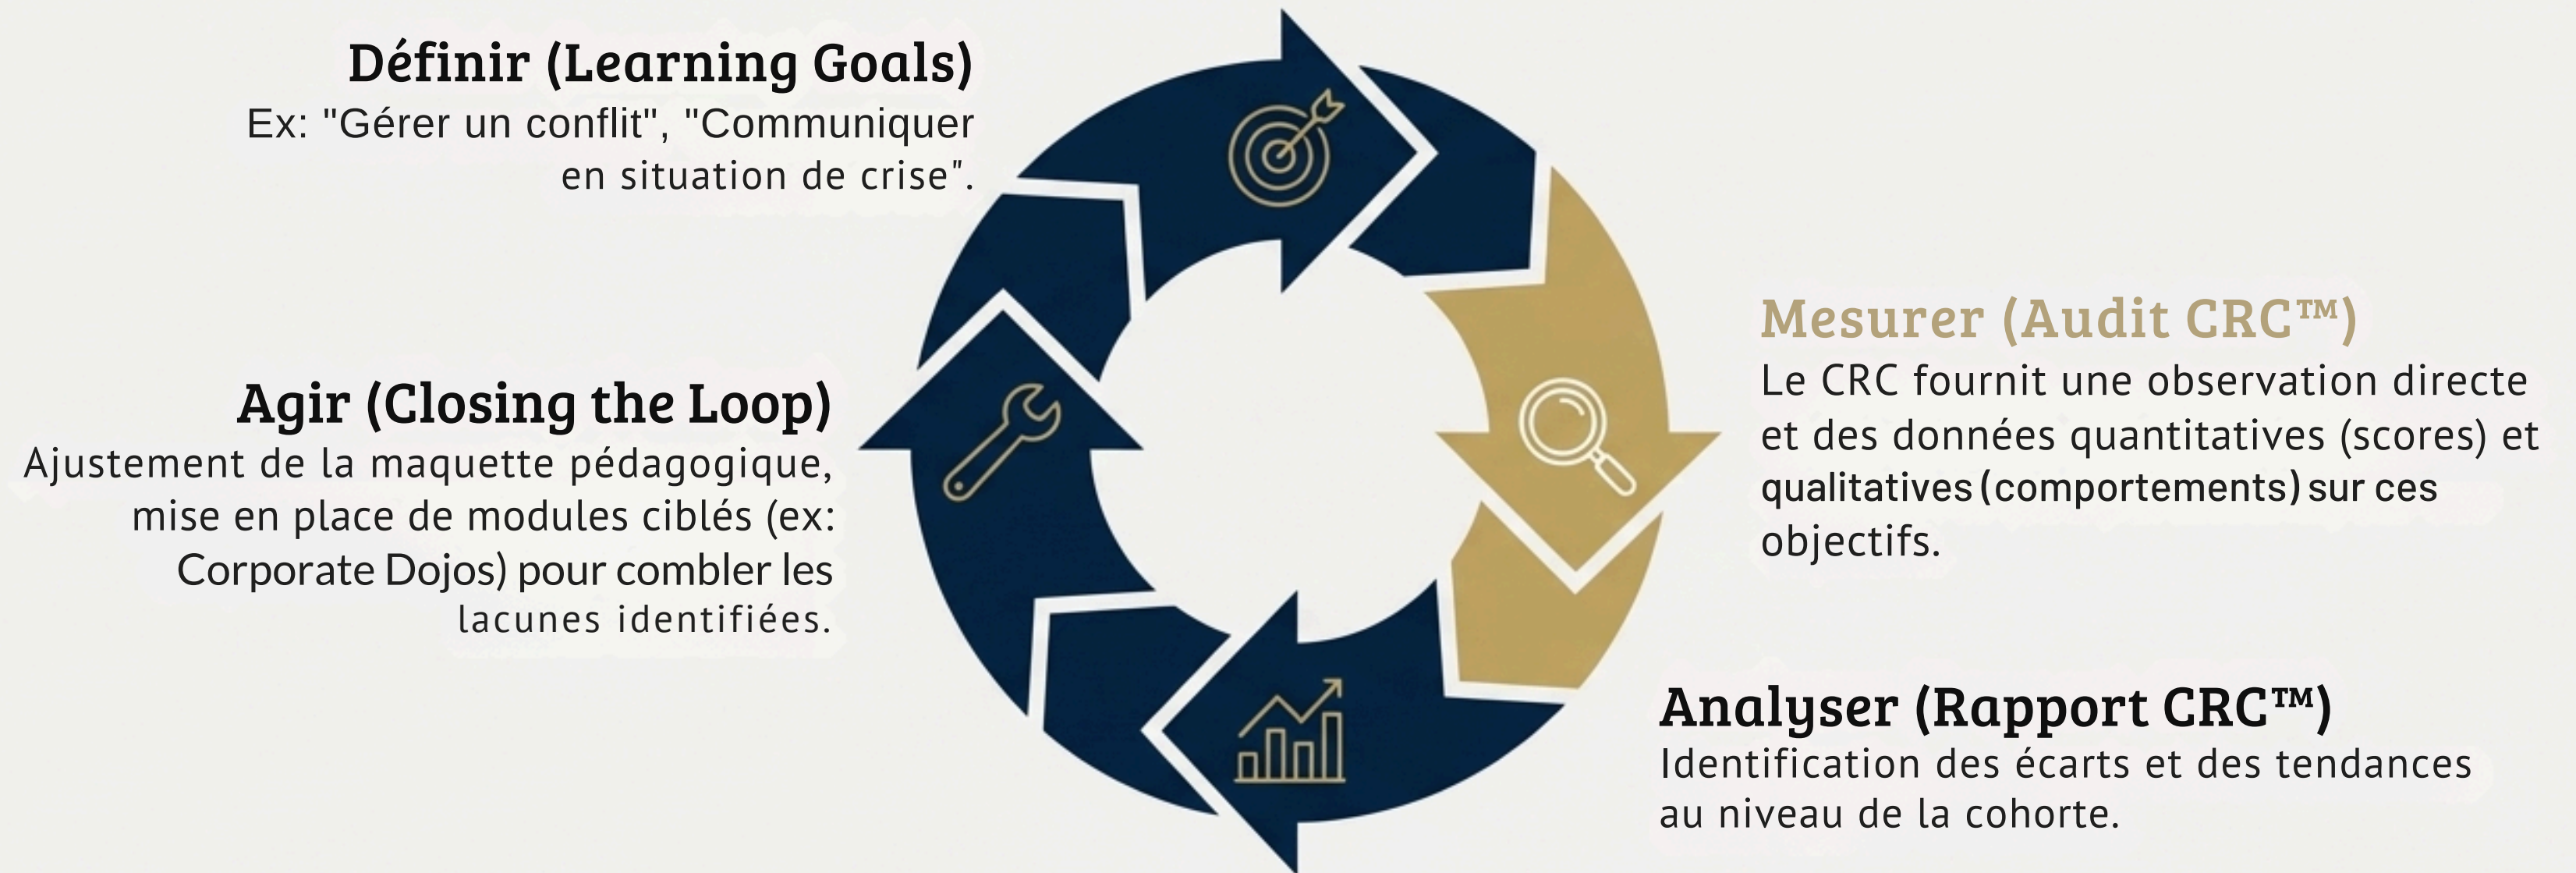 Définir (Learning Goals)
Ex: "Gérer un conflit", "Communiquer
en situation de crise".
Mesurer (Audit CRC™)
Le CRC fournit une observation directe
et des données quantitatives (scores) et
qualitatives (comportements) sur ces
objectifs.
Analyser (Rapport CRC™)
Identification des écarts et des tendances
au niveau de la cohorte.
Agir (Closing the Loop)
Ajustement de la maquette pédagogique,
mise en place de modules ciblés (ex:
Corporate Dojos) pour combler les
lacunes identifiées.